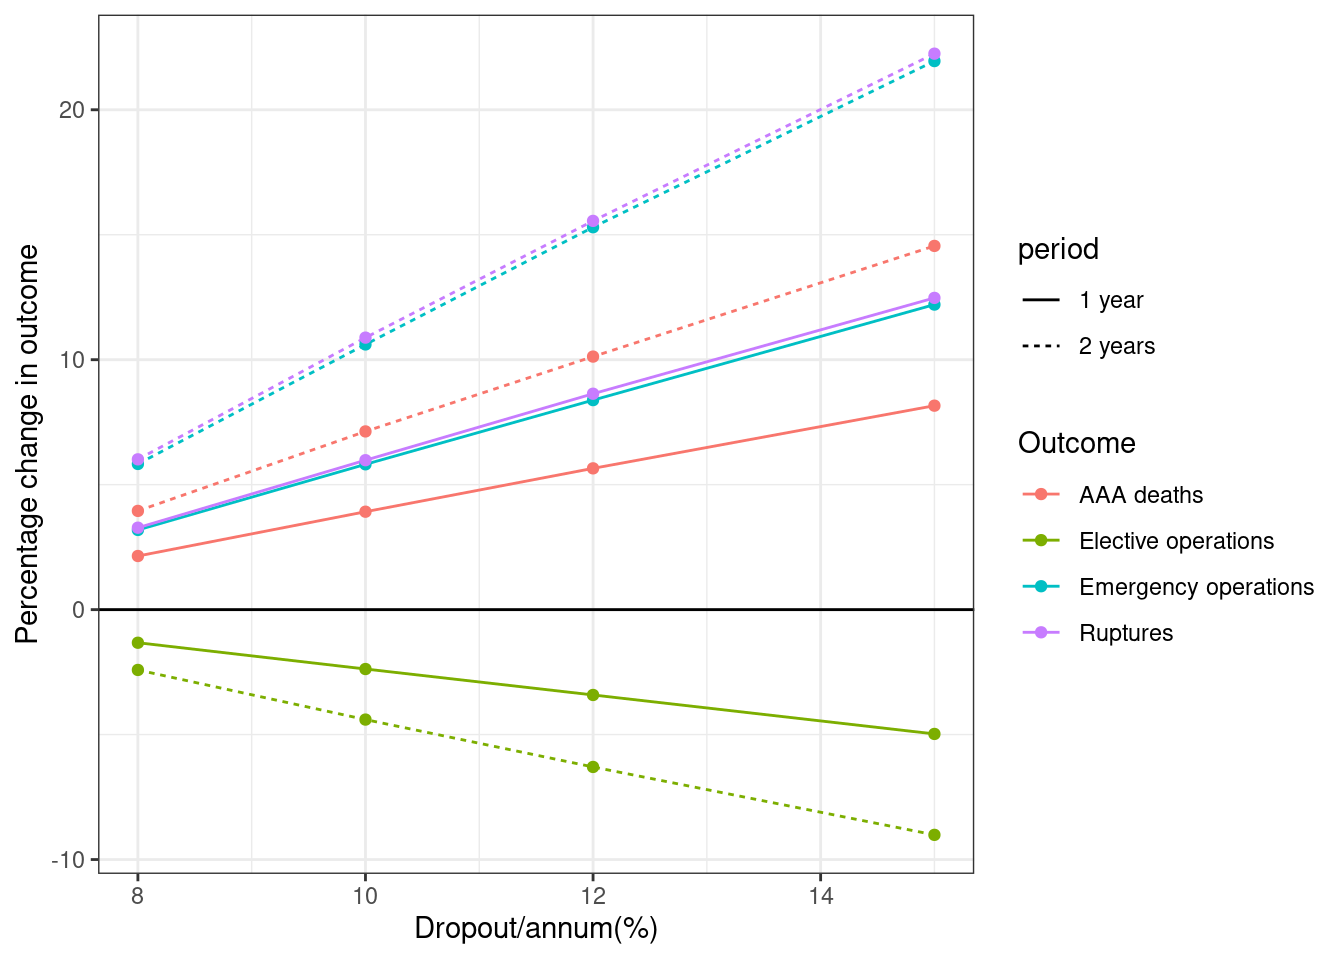 Percentage change in outcome
20
10
0
-10
8
10
12
14
Dropout/annum(%)
period
1 year
2 years
Outcome
AAA deaths
Elective operations
Emergency operations
Ruptures